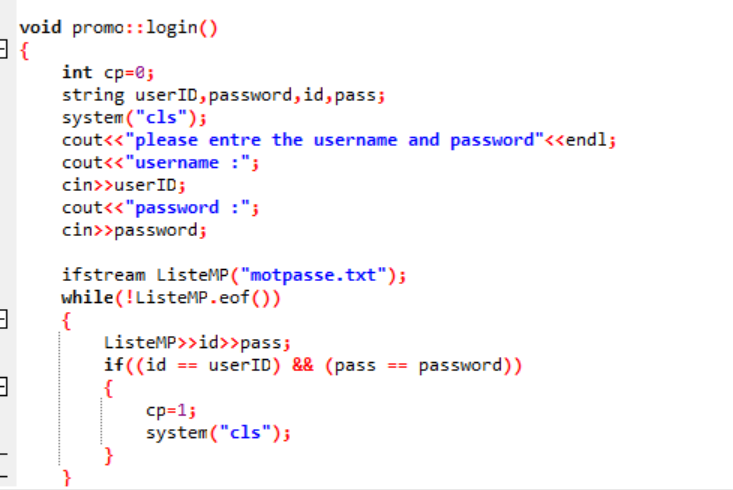 void promo::login()
{
int cp=0;
string userID,password,id,pass;
system("cls");
cout<<"please entre the username and password"<<endl;
cout<<"username :";
cin>>userID;
cout<<"password :";
cin>>password;
ifstream ListeMP("motpasse.txt");
while(!ListeMP.eof())
{
ListeMP>>id>>pass;
if((id == userID) && (pass == password))
{
cp=1;
system("cls");
}
}